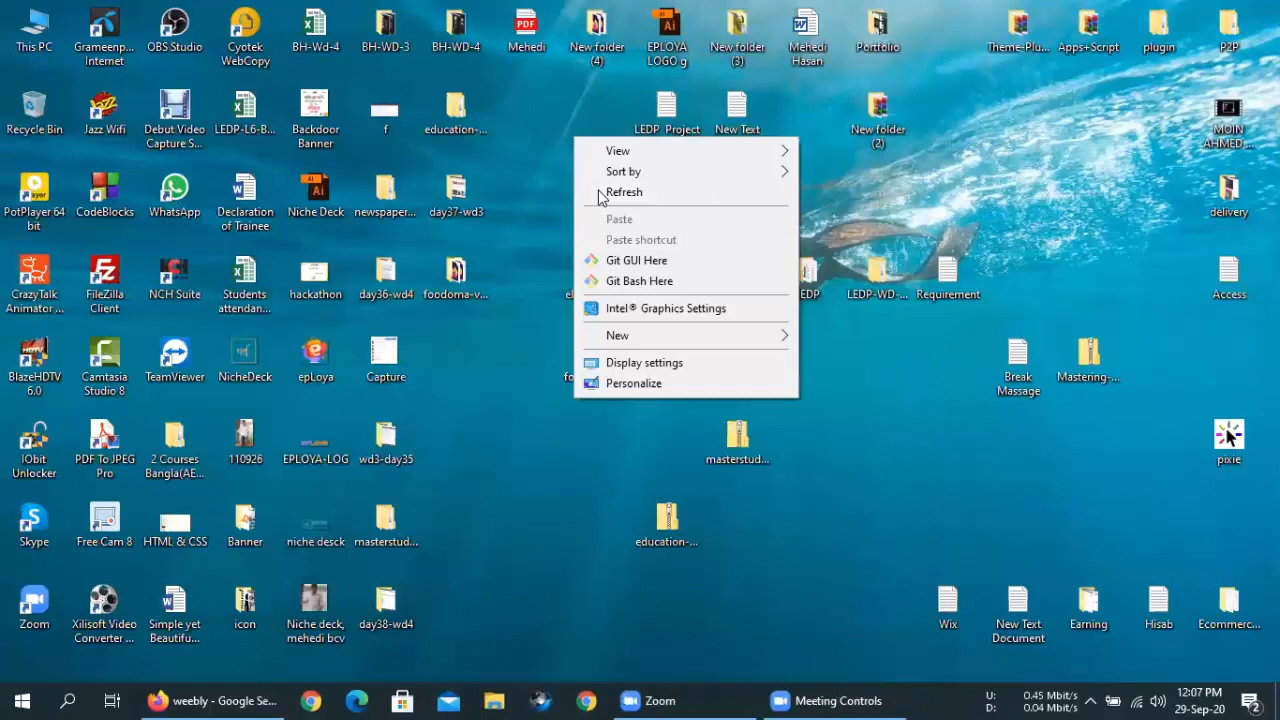 This PC
Grameenp...
Internet
OBS Studio
Cyotek
WebCopy
BH-Wd-4
BH-WD-3
BH-WD-4
Mehedi
New folder
(4)
EPLOYA
LOGO g
New folder
(3)
Mehedi
Hasan
Portfolio
Theme-Plu...
Apps+Script
plugin
P2P
Recycle Bin
Jazz Wifi
Debut Video
Capture S...
LEDP-L6-B...
Backdoor
Banner
f
education-...
LEDP_Project
New Text
New folder
(2)
MOIN
AHMED_...
PotPlayer 64
bit
CodeBlocks
WhatsApp
Declaration
of Trainee
Niche Deck
newspaper...
day37-wd3
delivery
CrazyTalk
Animator ...
FileZilla
Client
NCH Suite
Students
attendan...
hackathon
day36-wd4
foodoma-v...
LEDP-WD-...
Requirement
Access
BlazeHDTV
6.0
Camtasia
Studio 8
TeamViewer
NicheDeck
epLoya
Capture
Break
Massage
Mastering-...
IObit
Unlocker
PDF To JPEG
Pro
2 Courses
Bangla(AE...
110926
EPLOYA-LOG
wd3-day35
masterstud...
pixie
Skype
Free Cam 8
HTML & CSS
Banner
niche desck
masterstud...
education-...
Zoom
Xilisoft Video
Converter ...
Simple yet
Beautifu...
icon
Niche deck,
mehedi bcv
day38-wd4
Wix
New Text
Document
Earning
Hisab
Ecommerc...
View
Sort by
Refresh
Paste
Paste shortcut
Git GUI Here
Git Bash Here
Intel® Graphics Settings
New
Display settings
Personalize
weebly - Google Se...
Zoom
Meeting Controls
U: 0.45 Mbit/s
D: 0.04 Mbit/s
12:07 PM
29-Sep-20
2